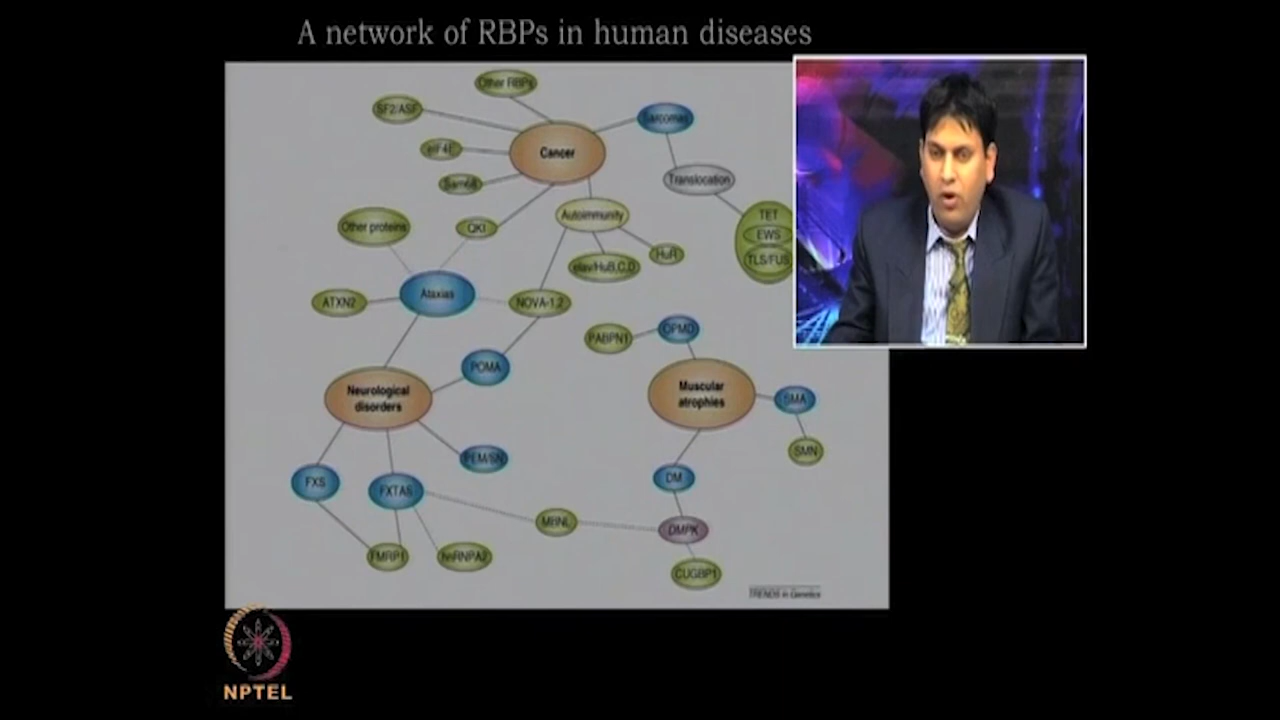 A network of RBPs in human diseases
Other RBPs
SF2/ASF
Sarcomas
eIF4E
Cancer
Sam68
Translocation
Other proteins
QKI
Autoimmunity
TET
EWS
TLS/FUS
HuR
elav/HuB,C,D
Ataxias
ATXN2
NOVA-1,2
PABPN1
OPMD
POMA
Neurological
disorders
Muscular
atrophies
SMA
SMN
PEM/SN
FXS
FXTAS
DM
MBNL
DMPK
FMRP1
hnRNPA2
CUGBP1
TRENDS in Genetics
NPTEL